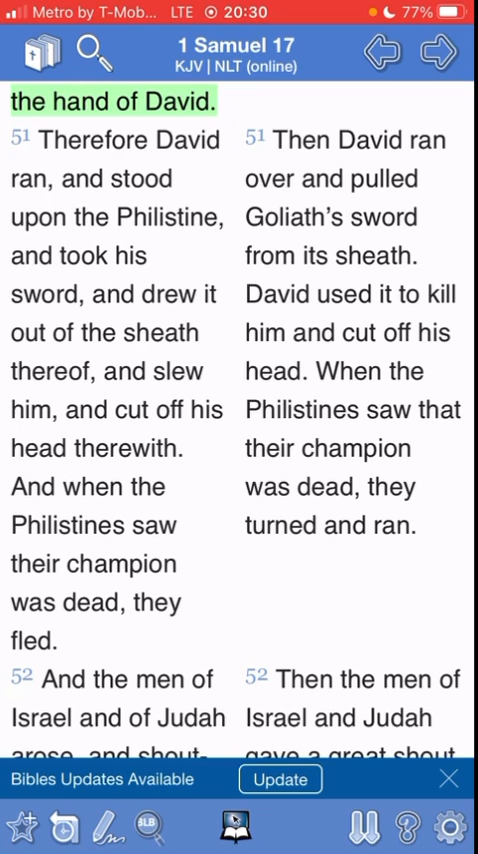 Metro by T-Mob... LTE 20:30 77%
1 Samuel 17
KJV | NLT (online)
the hand of David.
51 Therefore David
ran, and stood
upon the Philistine,
and took his
sword, and drew it
out of the sheath
thereof, and slew
him, and cut off his
head therewith.
And when the
Philistines saw
their champion
was dead, they
fled.
52 And the men of
Israel and of Judah
arose, and shout-
51 Then David ran
over and pulled
Goliath’s sword
from its sheath.
David used it to kill
him and cut off his
head. When the
Philistines saw that
their champion
was dead, they
turned and ran.
52 Then the men of
Israel and Judah
gave a great shout
Bibles Updates Available
Update
BLB